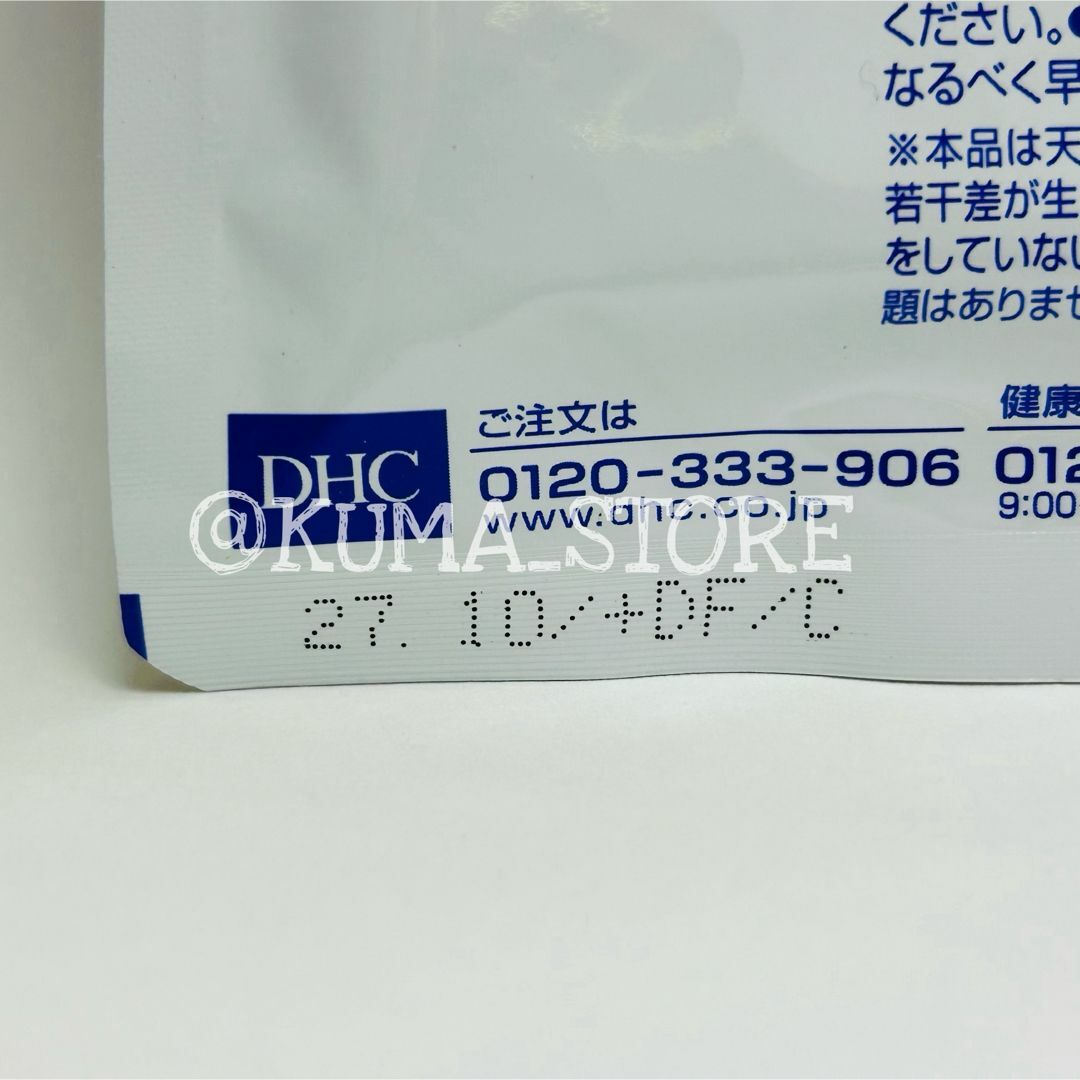 ください。●
なるべく早
※本品は天
若干差が生
をしていない
題はありませ
DHC
ご注文は
0120-333-906
www.dhc.co.jp
健康
012
9:00
@KUMA_STORE
27. 10/+DF/C